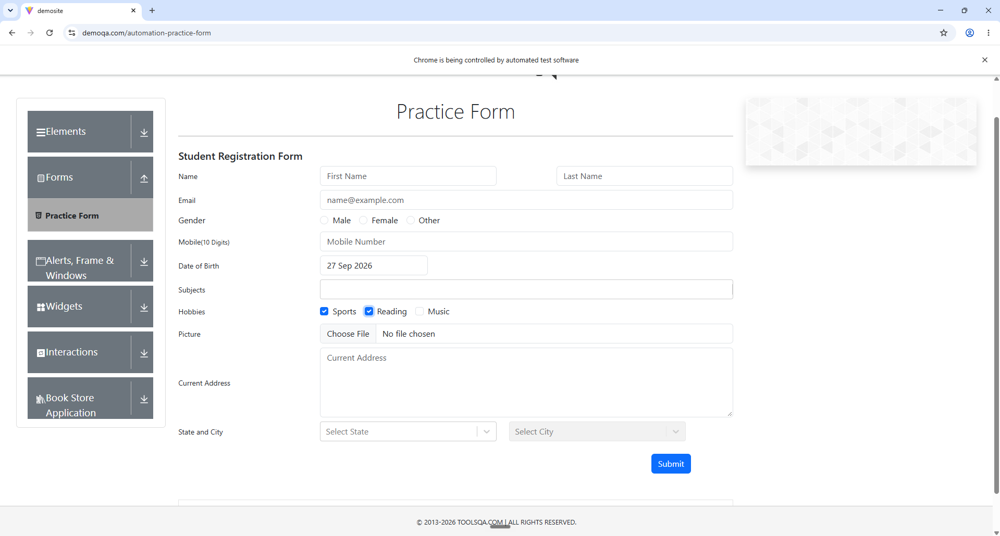 demosite
demoqa.com/automation-practice-form
Chrome is being controlled by automated test software
Elements
Forms
Practice Form
Alerts, Frame &
Windows
Widgets
Interactions
Book Store
Application
Practice Form
Student Registration Form
Name
First Name
Last Name
Email
name@example.com
Gender
Male
Female
Other
Mobile(10 Digits)
Mobile Number
Date of Birth
27 Sep 2026
Subjects
Hobbies
Sports
Reading
Music
Picture
Choose File
No file chosen
Current Address
Current Address
State and City
Select State
Select City
Submit
© 2013-2026 TOOLSQA.COM | ALL RIGHTS RESERVED.